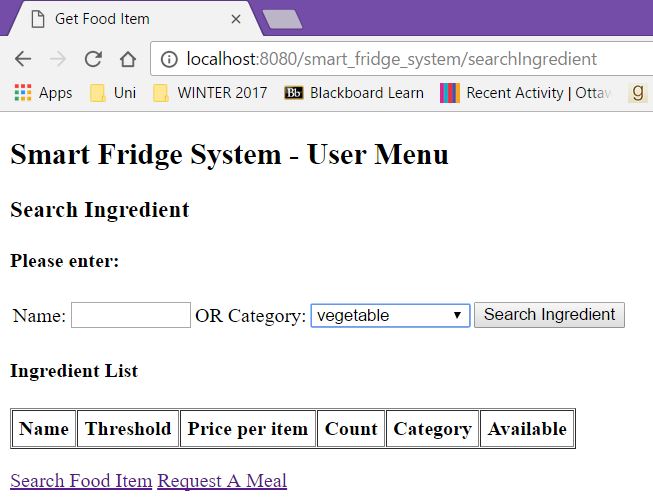 Get Food Item
localhost:8080/smart_fridge_system/searchIngredient
Apps Uni WINTER 2017 Bb Blackboard Learn Recent Activity | Ottav g
Smart Fridge System - User Menu
Search Ingredient
Please enter:
Name: OR Category: vegetable Search Ingredient
Ingredient List
Name Threshold Price per item Count Category Available
Search Food Item Request A Meal